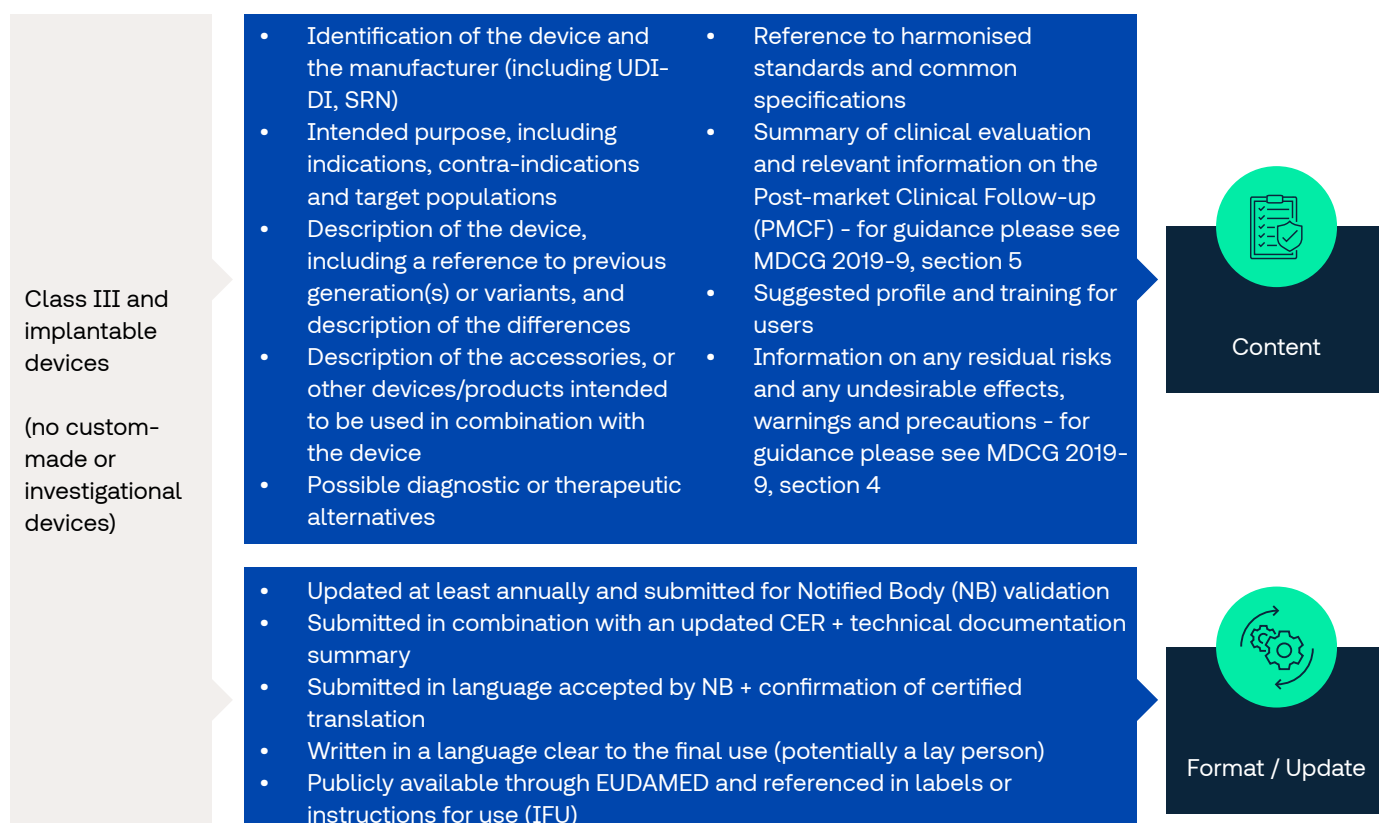 Class III and
implantable
devices
(no custom-
made or
investigational
devices)
• Identification of the device and
the manufacturer (including UDI-
DI, SRN)
• Intended purpose, including
indications, contra-indications
and target populations
• Description of the device,
including a reference to previous
generation(s) or variants, and
description of the differences
• Description of the accessories, or
other devices/products intended
to be used in combination with
the device
• Possible diagnostic or therapeutic
alternatives
• Reference to harmonised
standards and common
specifications
• Summary of clinical evaluation
and relevant information on the
Post-market Clinical Follow-up
(PMCF) - for guidance please see
MDCG 2019-9, section 5
• Suggested profile and training for
users
• Information on any residual risks
and any undesirable effects,
warnings and precautions - for
guidance please see MDCG 2019-
9, section 4
Content
• Updated at least annually and submitted for Notified Body (NB) validation
• Submitted in combination with an updated CER + technical documentation
summary
• Submitted in language accepted by NB + confirmation of certified
translation
• Written in a language clear to the final use (potentially a lay person)
• Publicly available through EUDAMED and referenced in labels or
instructions for use (IFU)
Format / Update